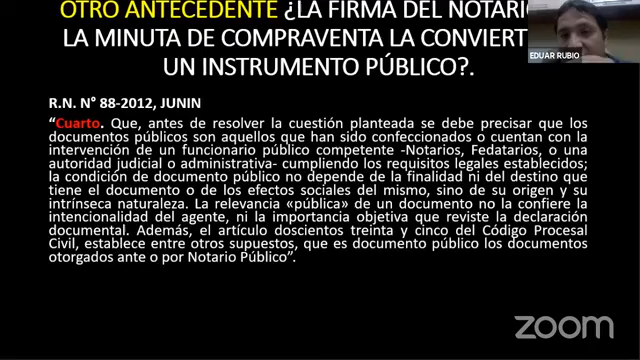 OTRO ANTECEDENTE ¿LA FIRMA DEL NOTARIO
LA MINUTA DE COMPRAVENTA LA CONVIERT
UN INSTRUMENTO PÚBLICO?.
EDUAR RUBIO
R.N. N° 88-2012, JUNIN
“Cuarto. Que, antes de resolver la cuestión planteada se debe precisar que los
documentos públicos son aquellos que han sido confeccionados o cuentan con la
intervención de un funcionario público competente -Notarios, Fedatarios, o una
autoridad judicial o administrativa- cumpliendo los requisitos legales establecidos;
la condición de documento público no depende de la finalidad ni del destino que
tiene el documento o de los efectos sociales del mismo, sino de su origen y su
intrínseca naturaleza. La relevancia «pública» de un documento no la confiere la
intencionalidad del agente, ni la importancia objetiva que reviste la declaración
documental. Además, el artículo doscientos treinta y cinco del Código Procesal
Civil, establece entre otros supuestos, que es documento público los documentos
otorgados ante o por Notario Público”.
zoom